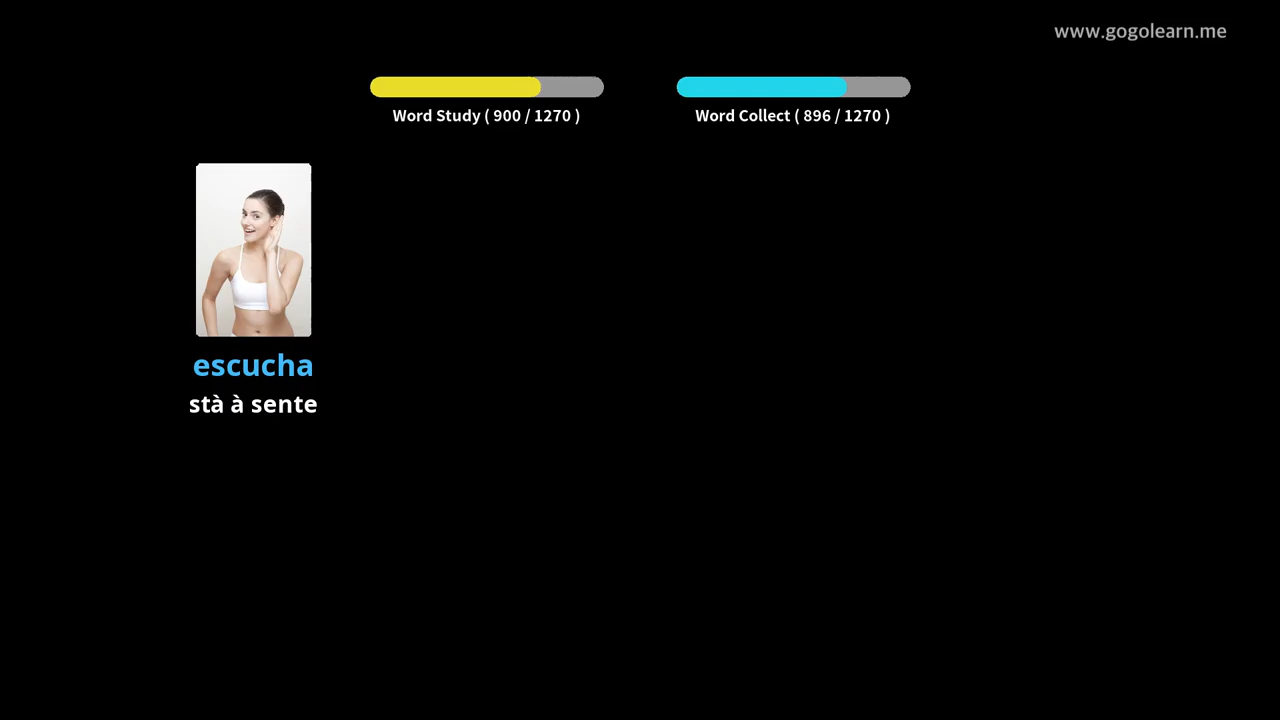 www.gogolearn.me
Word Study ( 900 / 1270 )
Word Collect ( 896 / 1270 )
escucha
stà à sente